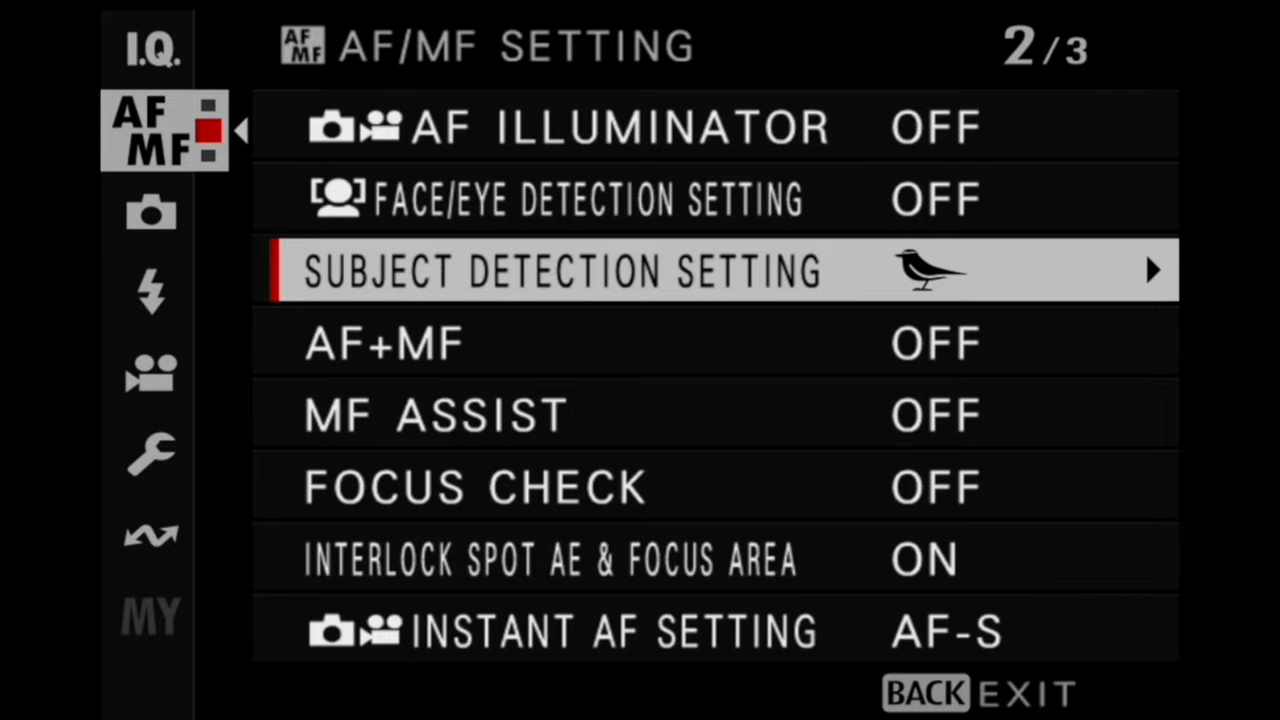 I.Q.
AF/MF SETTING 2/3
AF MF
AF ILLUMINATOR OFF
FACE/EYE DETECTION SETTING OFF
SUBJECT DETECTION SETTING
AF+MF OFF
MF ASSIST OFF
FOCUS CHECK OFF
INTERLOCK SPOT AE & FOCUS AREA ON
INSTANT AF SETTING AF-S
MY
BACK EXIT